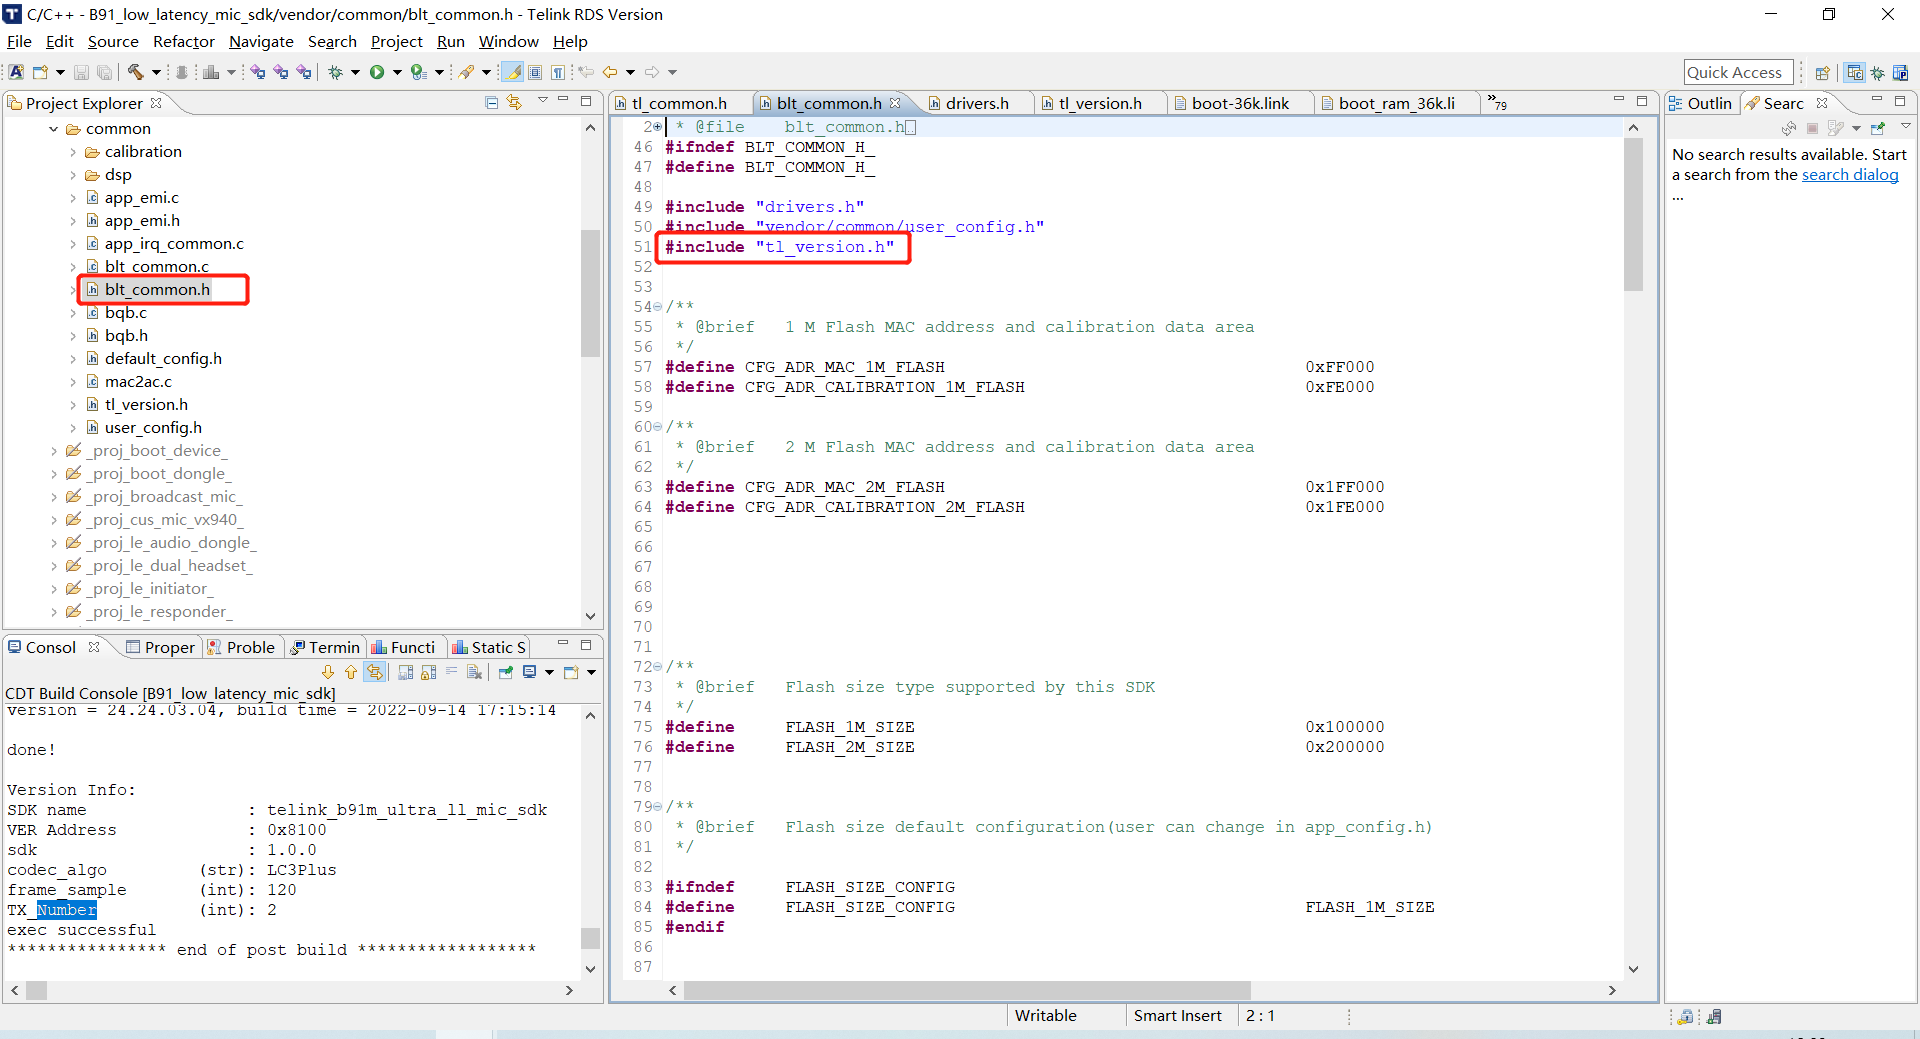 C/C++ - B91_low_latency_mic_sdk/vendor/common/blt_common.h - Telink RDS Version
File Edit Source Refactor Navigate Search Project Run Window Help
Quick Access
Project Explorer
common
calibration
dsp
app_emi.c
app_emi.h
app_irq_common.c
blt_common.c
blt_common.h
bqb.c
bqb.h
default_config.h
mac2ac.c
tl_version.h
user_config.h
_proj_boot_device_
_proj_boot_dongle_
_proj_broadcast_mic_
_proj_cus_mic_vx940_
_proj_le_audio_dongle_
_proj_le_dual_headset_
_proj_le_initiator_
_proj_le_responder_
Consol Proper Proble Termin Functi Static S
CDT Build Console [B91_low_latency_mic_sdk]
version = 24.24.03.04, build time = 2022-09-14 17:15:14
done!
Version Info:
SDK name : telink_b91m_ultra_ll_mic_sdk
VER Address : 0x8100
sdk : 1.0.0
codec_algo (str): LC3Plus
frame_sample (int): 120
TX_Number (int): 2
exec successful
**************** end of post build ******************
tl_common.h blt_common.h drivers.h tl_version.h boot-36k.link boot_ram_36k.li »79
2 * @file blt_common.h
46 #ifndef BLT_COMMON_H_
47 #define BLT_COMMON_H_
48
49 #include "drivers.h"
50 #include "vendor/common/user_config.h"
51 #include "tl_version.h"
52
53
54 /**
55 * @brief 1 M Flash MAC address and calibration data area
56 */
57 #define CFG_ADR_MAC_1M_FLASH 0xFF000
58 #define CFG_ADR_CALIBRATION_1M_FLASH 0xFE000
59
60 /**
61 * @brief 2 M Flash MAC address and calibration data area
62 */
63 #define CFG_ADR_MAC_2M_FLASH 0x1FF000
64 #define CFG_ADR_CALIBRATION_2M_FLASH 0x1FE000
65
66
67
68
69
70
71
72 /**
73 * @brief Flash size type supported by this SDK
74 */
75 #define FLASH_1M_SIZE 0x100000
76 #define FLASH_2M_SIZE 0x200000
77
78
79 /**
80 * @brief Flash size default configuration(user can change in app_config.h)
81 */
82
83 #ifndef FLASH_SIZE_CONFIG
84 #define FLASH_SIZE_CONFIG FLASH_1M_SIZE
85 #endif
86
87
Outlin Searc
No search results available. Start
a search from the search dialog
...
Writable Smart Insert 2 : 1